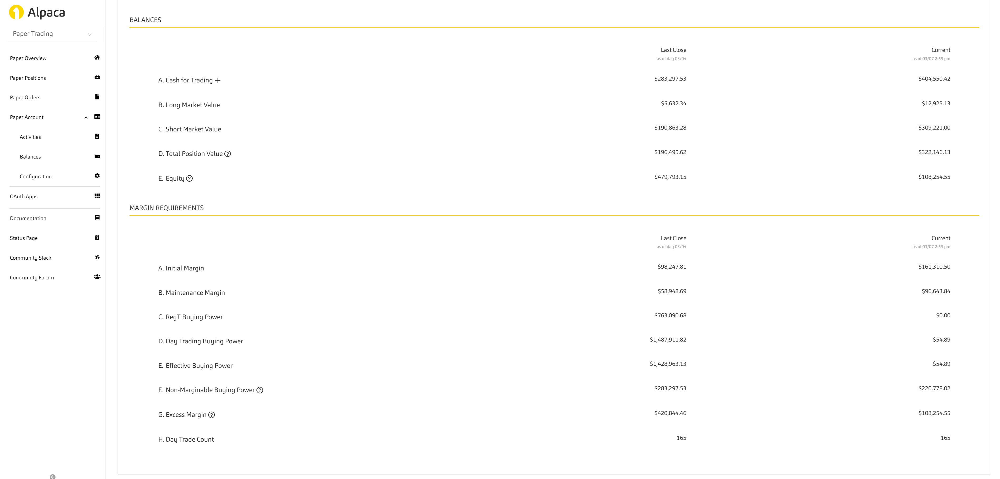 Alpaca
Paper Trading
Paper Overview
Paper Positions
Paper Orders
Paper Account
Activities
Balances
Configuration
OAuth Apps
Documentation
Status Page
Community Slack
Community Forum
BALANCES
Last Close Current
as of day 03/04 as of 03/07 2:59 pm
A. Cash for Trading + $283,297.53 $404,550.42
B. Long Market Value $5,632.34 $12,925.13
C. Short Market Value -$190,863.28 -$309,221.00
D. Total Position Value ? $196,495.62 $322,146.13
E. Equity ? $479,793.15 $108,254.55
MARGIN REQUIREMENTS
Last Close Current
as of day 03/04 as of 03/07 2:59 pm
A. Initial Margin $98,247.81 $161,310.50
B. Maintenance Margin $58,948.69 $96,643.84
C. RegT Buying Power $763,090.68 $0.00
D. Day Trading Buying Power $1,487,911.82 $54.89
E. Effective Buying Power $1,428,963.13 $54.89
F. Non-Marginable Buying Power ? $283,297.53 $220,778.02
G. Excess Margin ? $420,844.46 $108,254.55
H. Day Trade Count 165 165